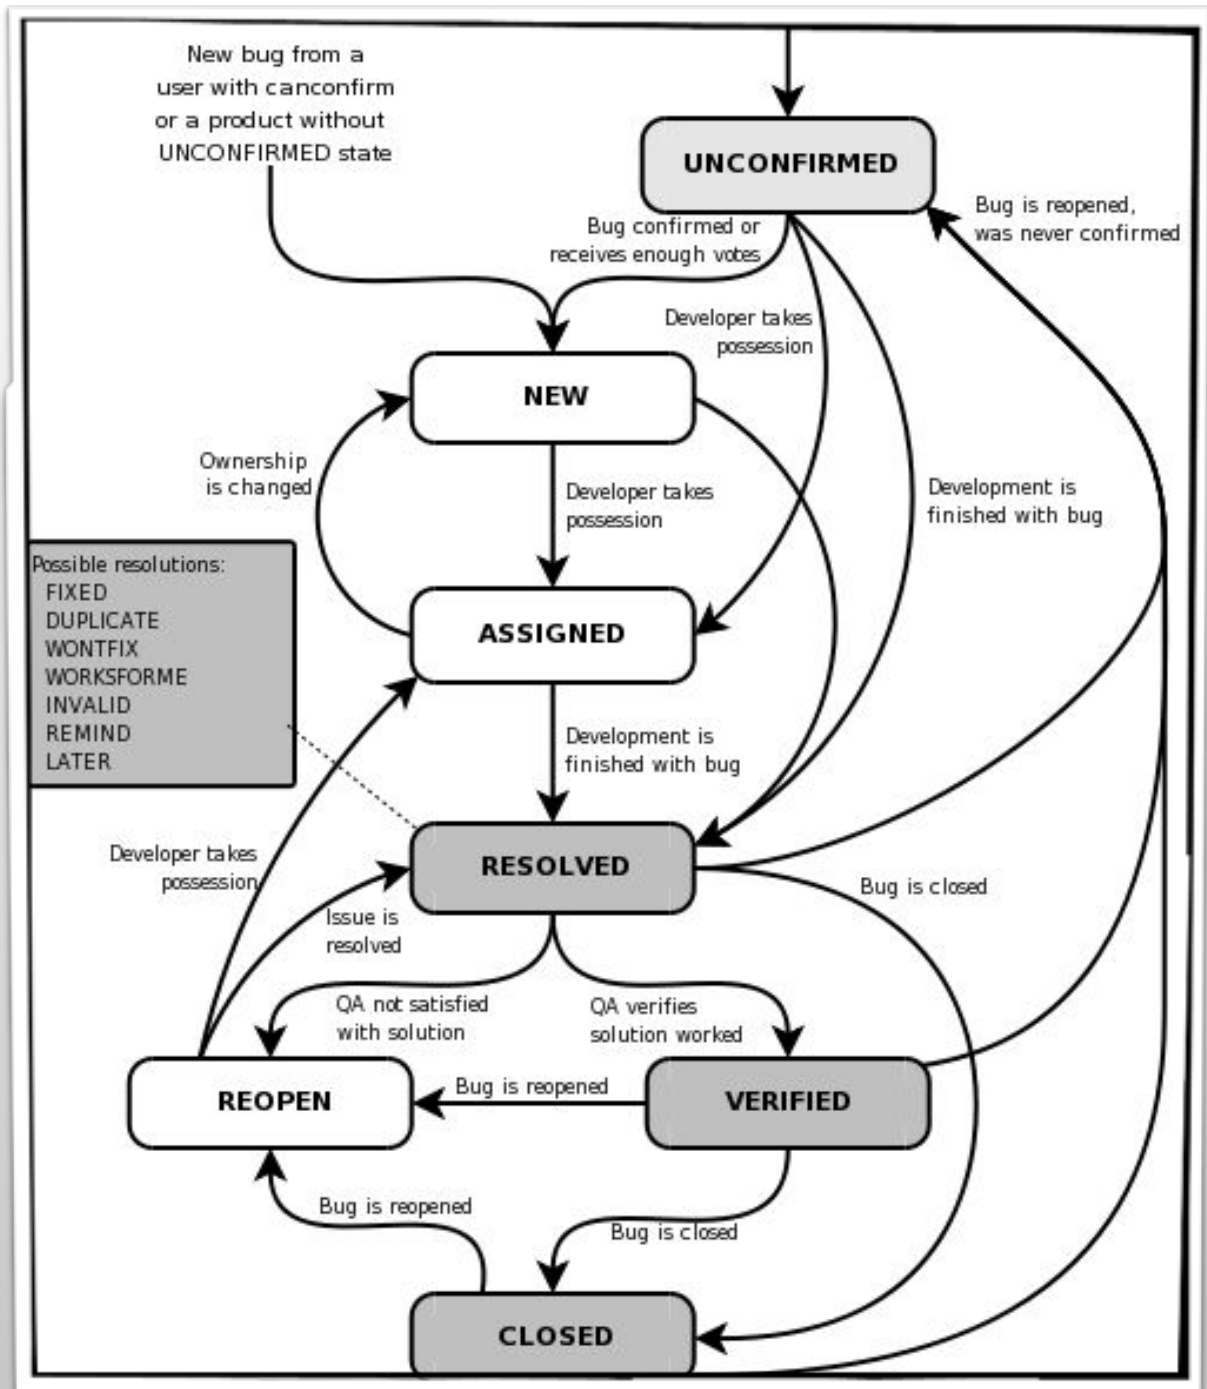 New bug from a
user with canconfirm
or a product without
UNCONFIRMED state
UNCONFIRMED
Bug is reopened,
was never confirmed
Bug confirmed or
receives enough votes
Developer takes
possession
NEW
Ownership
is changed
Developer takes
possession
Development is
finished with bug
Possible resolutions:
FIXED
DUPLICATE
WONTFIX
WORKSFORME
INVALID
REMIND
LATER
ASSIGNED
Development is
finished with bug
Developer takes
possession
RESOLVED
Bug is closed
Issue is
resolved
QA not satisfied
with solution
QA verifies
solution worked
REOPEN
Bug is reopened
VERIFIED
Bug is reopened
Bug is closed
CLOSED